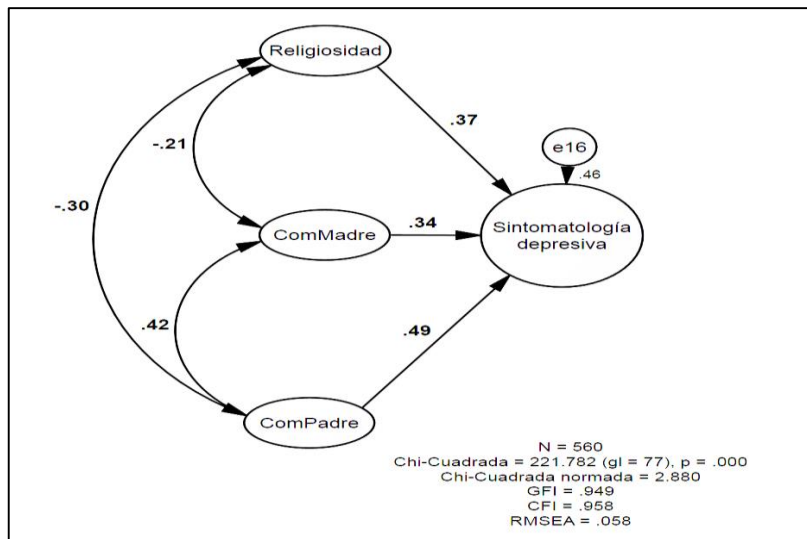 Religiosidad
.37
-.21
e16
.46
-.30
Sintomatología
depresiva
ComMadre
.34
.42
.49
ComPadre
N = 560
Chi-Cuadrada = 221.782 (gl = 77), p = .000
Chi-Cuadrada normada = 2.880
GFI = .949
CFI = .958
RMSEA = .058